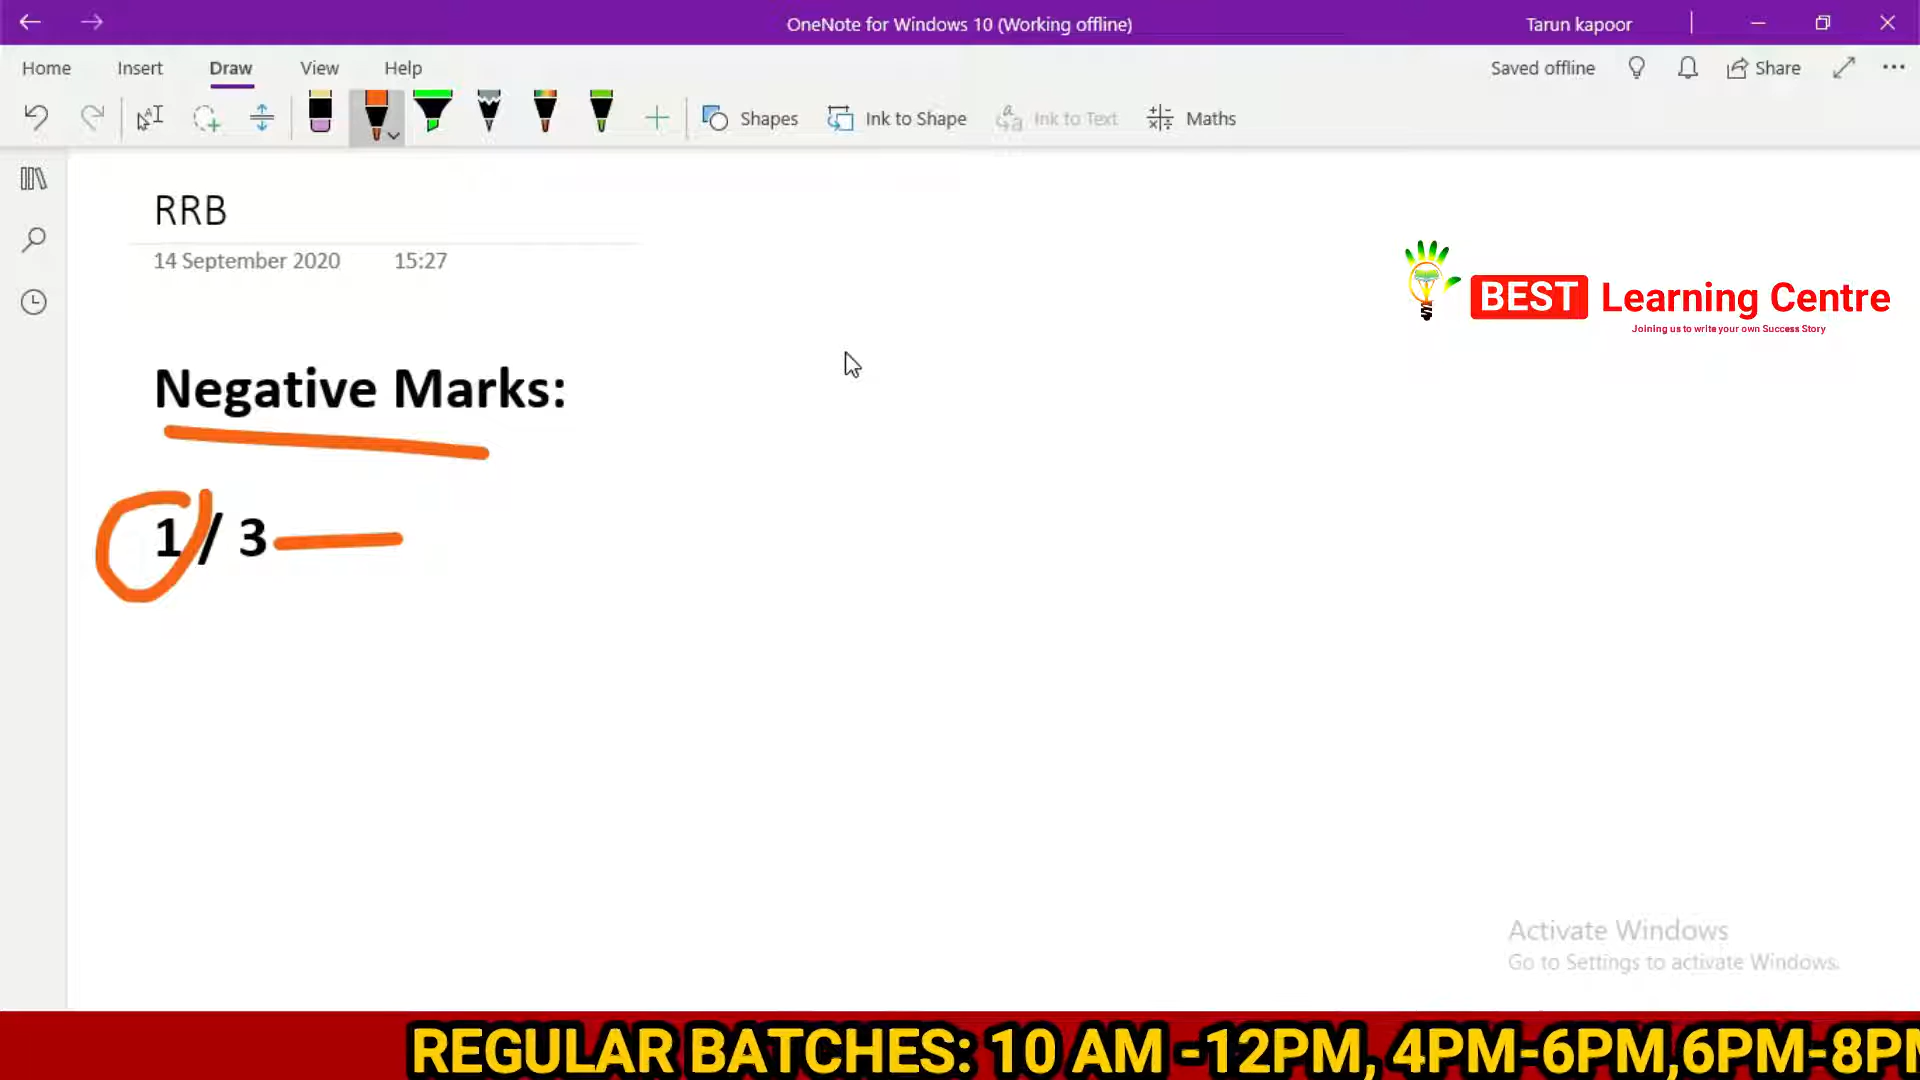 OneNote for Windows 10 (Working offline)
Tarun kapoor
Home Insert Draw View Help
Saved offline
Share
Shapes
Ink to Shape
Ink to Text
Maths
RRB
14 September 2020 15:27
BEST Learning Centre
Joining us to write your own Success Story
Negative Marks:
1 / 3
Activate Windows
Go to Settings to activate Windows.
REGULAR BATCHES: 10 AM -12PM, 4PM-6PM,6PM-8PM